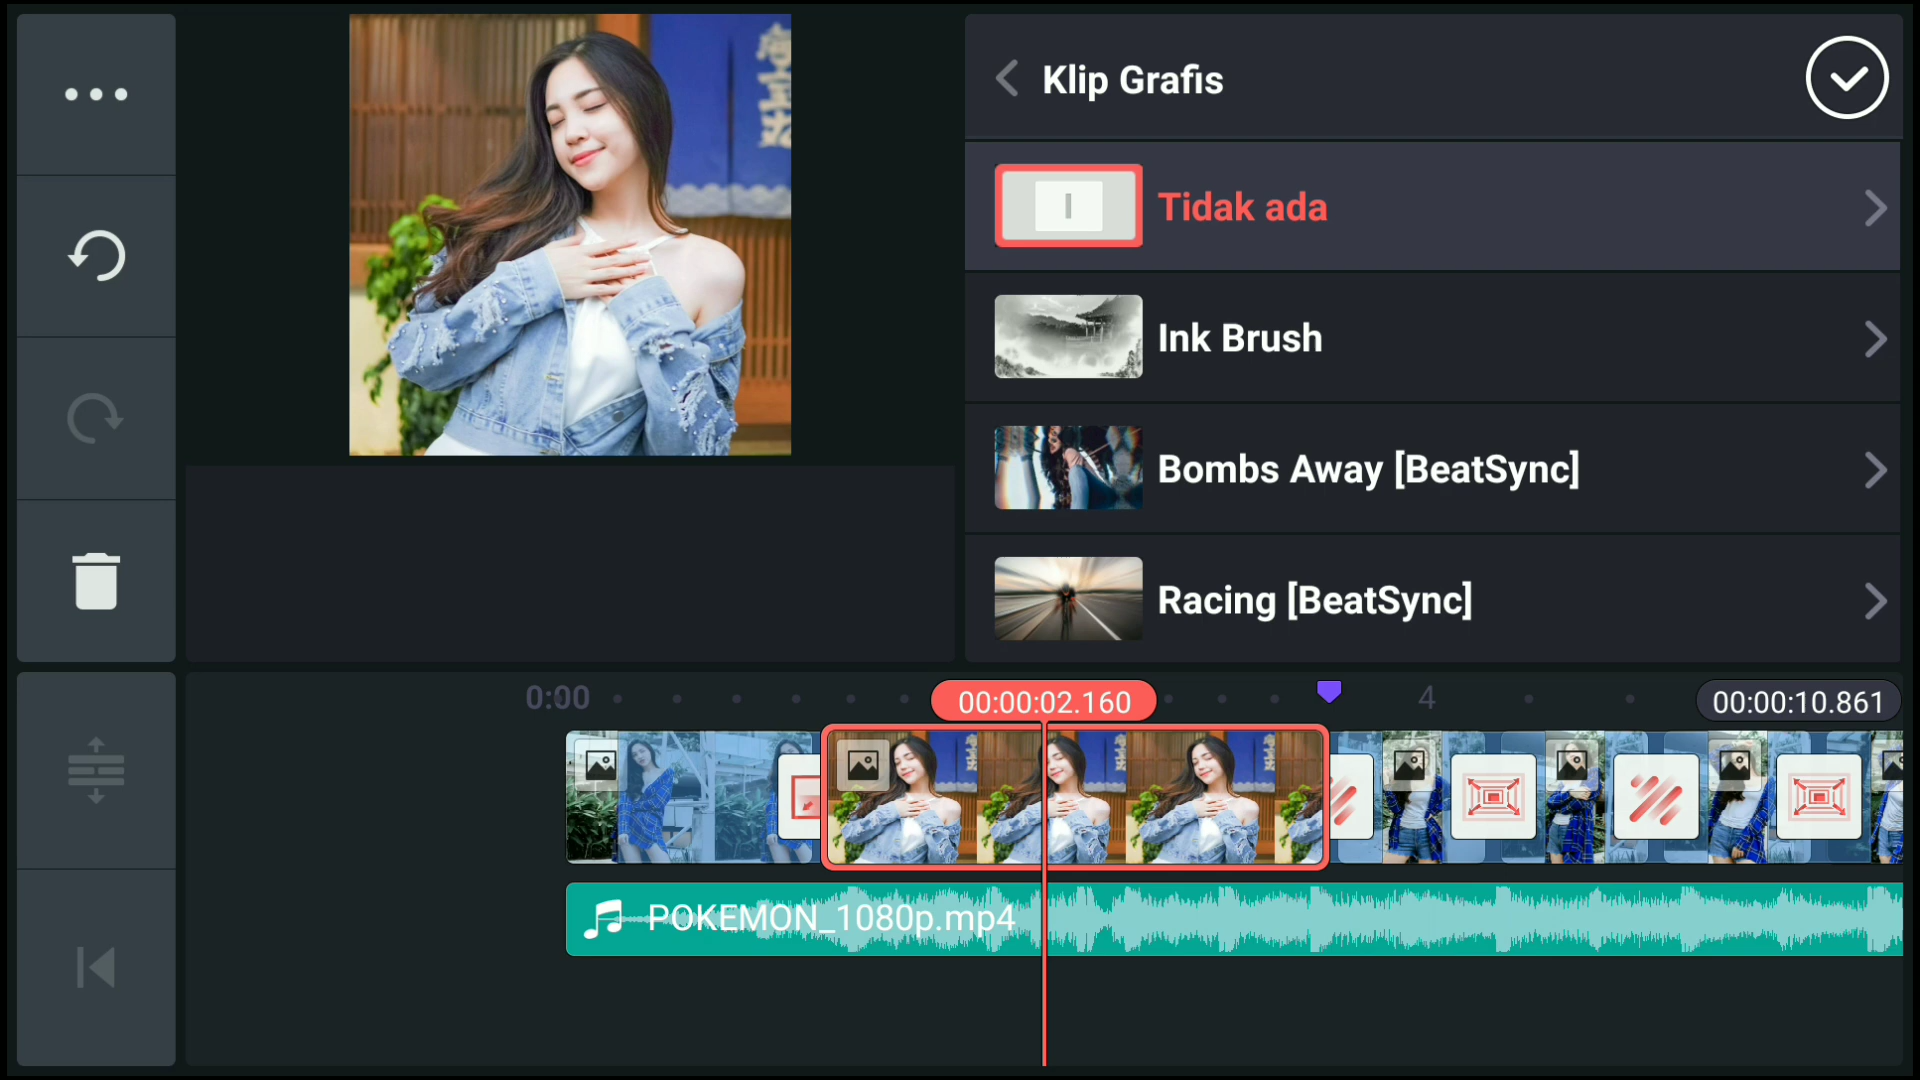 Klip Grafis
Tidak ada
Ink Brush
Bombs Away [BeatSync]
Racing [BeatSync]
0:00
00:00:02.160
4
00:00:10.861
POKEMON_1080p.mp4